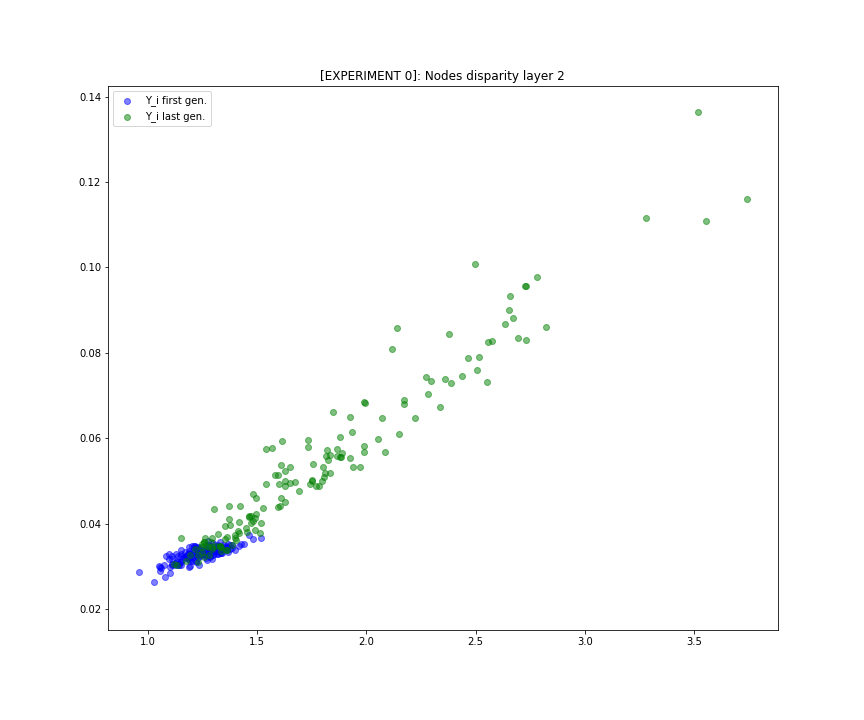 [EXPERIMENT 0]: Nodes disparity layer 2
Y_i first gen.
Y_i last gen.
0.14
0.12
0.10
0.08
0.06
0.04
0.02
1.0 1.5 2.0 2.5 3.0 3.5